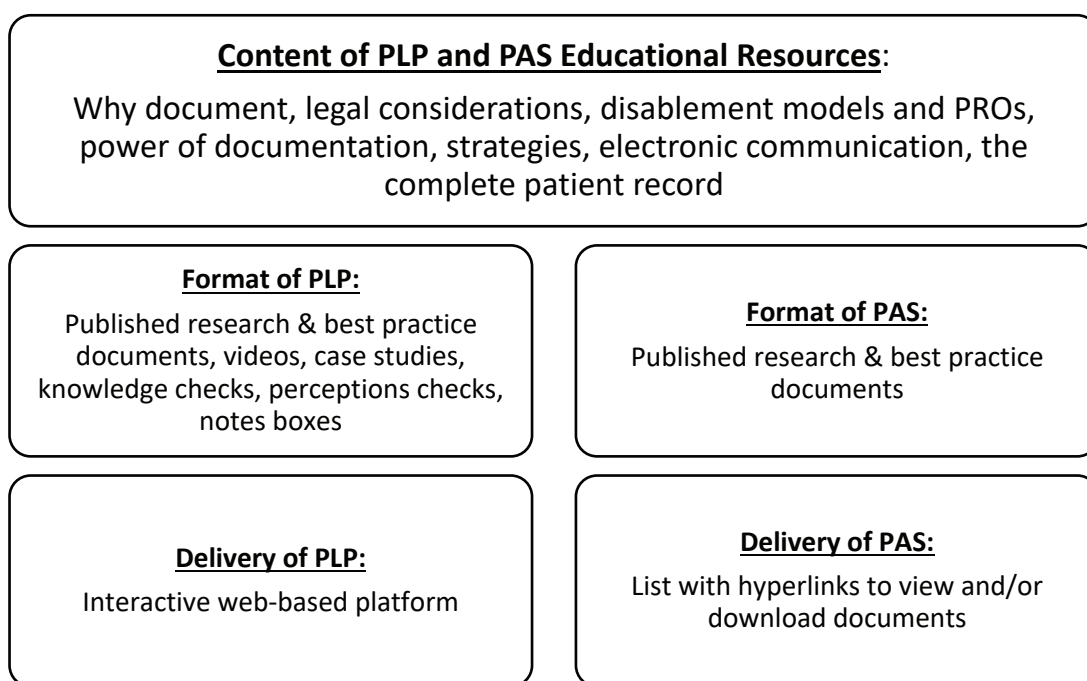 Content of PLP and PAS Educational Resources:
Why document, legal considerations, disablement models and PROs,
power of documentation, strategies, electronic communication, the
complete patient record
Format of PLP:
Published research & best practice
documents, videos, case studies,
knowledge checks, perceptions checks,
notes boxes
Format of PAS:
Published research & best practice
documents
Delivery of PLP:
Interactive web-based platform
Delivery of PAS:
List with hyperlinks to view and/or
download documents